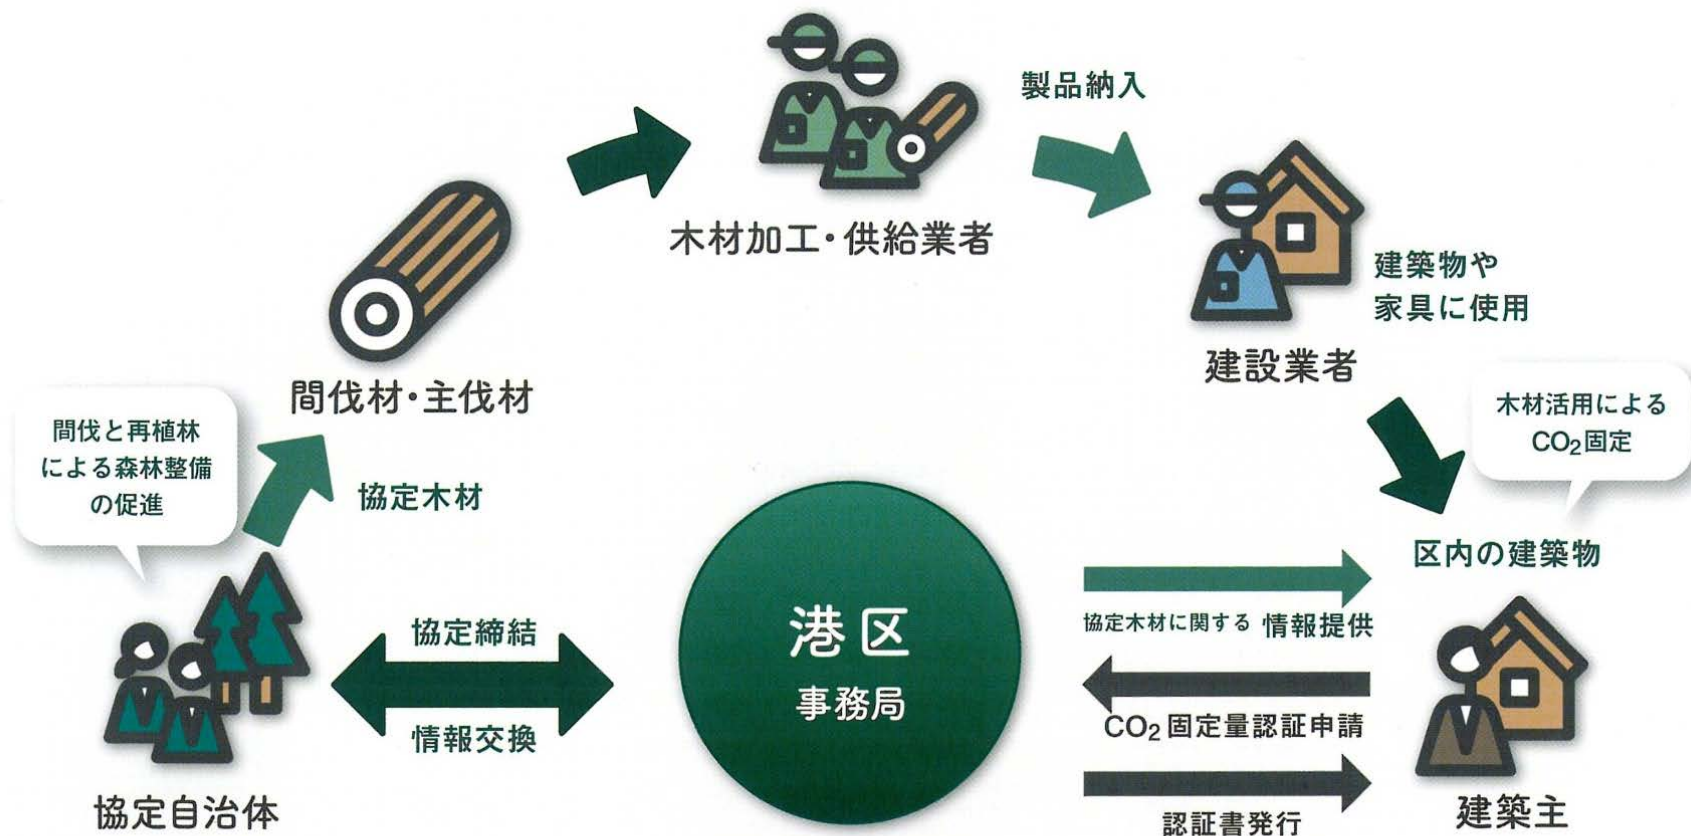 製品納入
木材加工・供給業者
建築物や
家具に使用
建設業者
間伐材・主伐材
間伐と再植林
による森林整備
の促進
木材活用による
CO₂固定
協定木材
区内の建築物
港区
事務局
協定締結
情報交換
協定木材に関する 情報提供
CO₂固定量認証申請
認証書発行
協定自治体
建築主